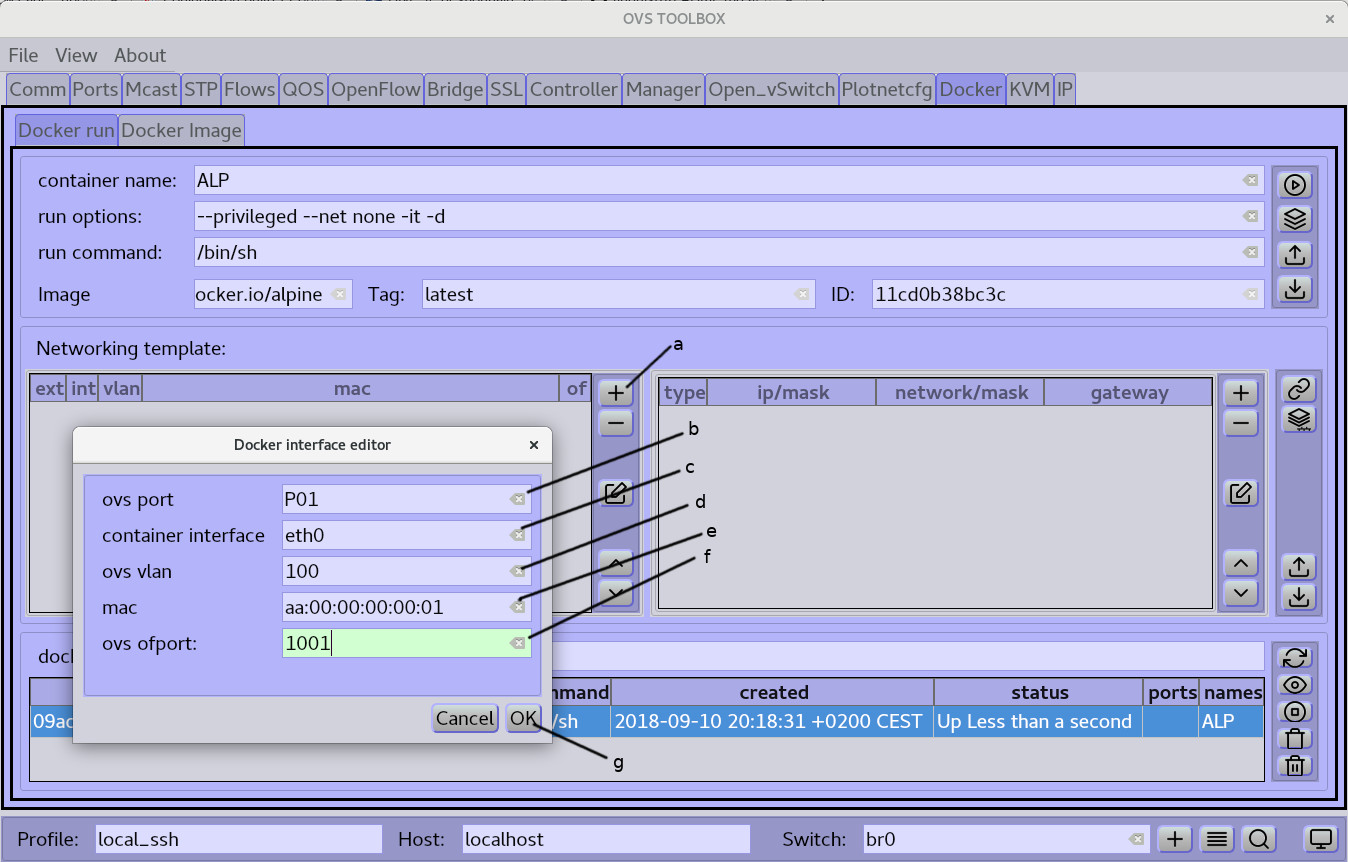 OVS TOOLBOX
File View About
Comm Ports Mcast STP Flows QOS OpenFlow Bridge SSL Controller Manager Open_vSwitch Plotnetcfg Docker KVM IP
Docker run Docker Image
container name: ALP
run options: --privileged --net none -it -d
run command: /bin/sh
Image ocker.io/alpine Tag: latest ID: 11cd0b38bc3c
Networking template:
a
ext int vlan mac of
type ip/mask network/mask gateway
b
Docker interface editor
c
ovs port P01
d
container interface eth0
e
ovs vlan 100
f
mac aa:00:00:00:00:01
ovs ofport: 1001
Cancel OK
g
dock
mmand created status ports names
09ac /sh 2018-09-10 20:18:31 +0200 CEST Up Less than a second ALP
Profile: local_ssh Host: localhost Switch: br0